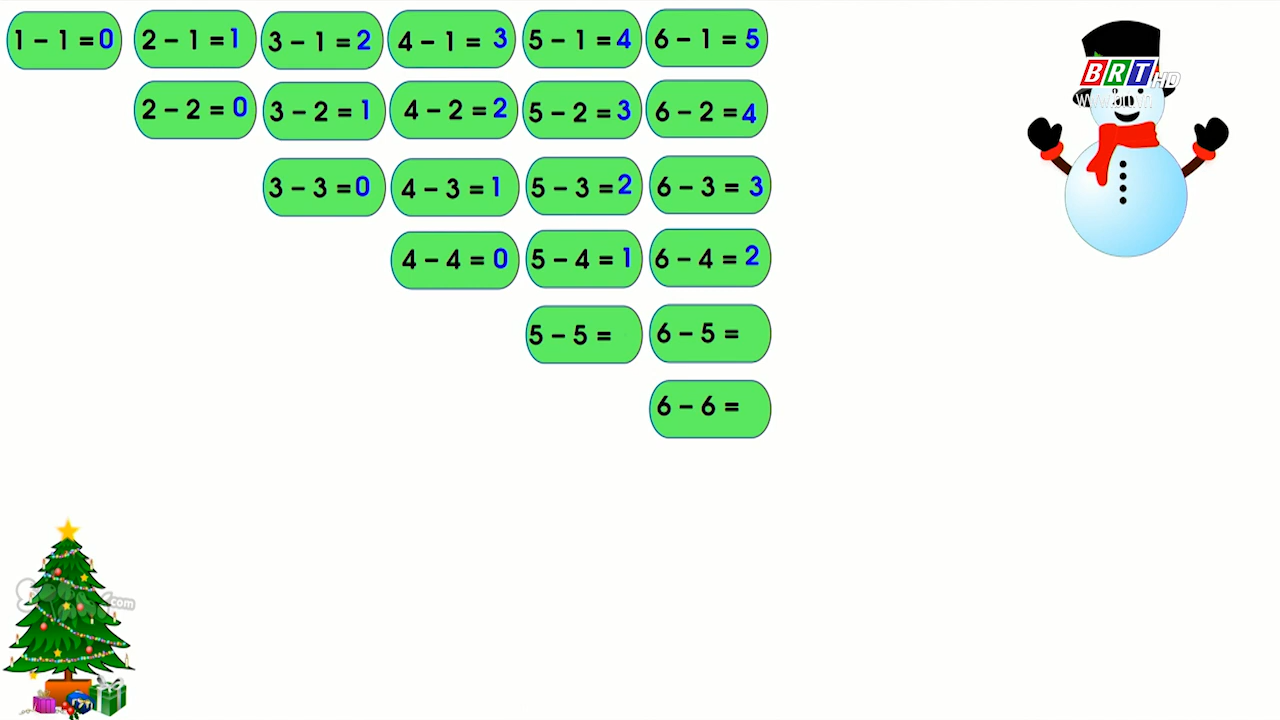 1 – 1 = 0 2 – 1 = 1 3 – 1 = 2 4 – 1 = 3 5 – 1 = 4 6 – 1 = 5
2 – 2 = 0 3 – 2 = 1 4 – 2 = 2 5 – 2 = 3 6 – 2 = 4
3 – 3 = 0 4 – 3 = 1 5 – 3 = 2 6 – 3 = 3
4 – 4 = 0 5 – 4 = 1 6 – 4 = 2
5 – 5 = 6 – 5 =
6 – 6 =
BRT HD